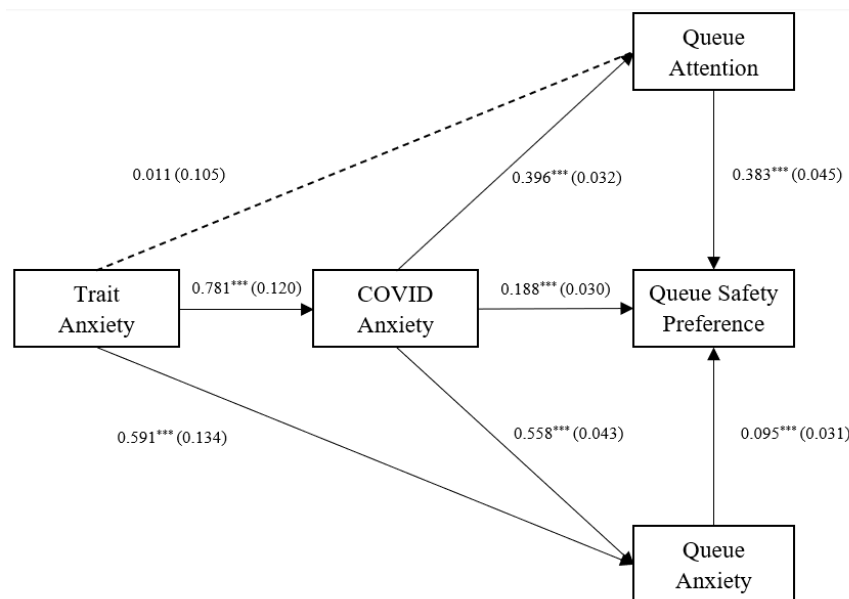 Queue
Attention
0.011 (0.105)
0.396*** (0.032)
0.383*** (0.045)
Trait
Anxiety
0.781*** (0.120)
COVID
Anxiety
0.188*** (0.030)
Queue Safety
Preference
0.591*** (0.134)
0.558*** (0.043)
0.095*** (0.031)
Queue
Anxiety